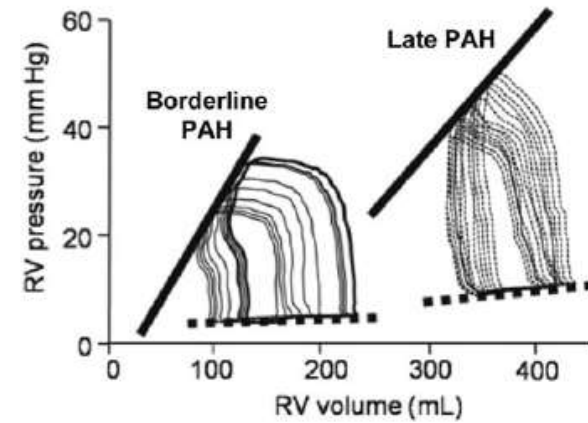 60
Late PAH
Borderline
PAH
40
20
0
RV pressure (mm Hg)
0 100 200 300 400
RV volume (mL)